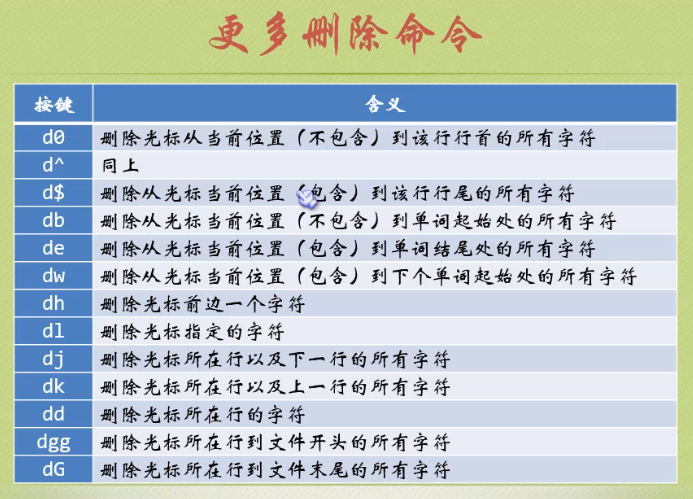 更多删除命令
按键 含义
d0 删除光标从当前位置（不包含）到该行行首的所有字符
d^ 同上
d$ 删除从光标当前位置（包含）到该行行尾的所有字符
db 删除从光标当前位置（不包含）到单词起始处的所有字符
de 删除从光标当前位置（包含）到单词结尾处的所有字符
dw 删除从光标当前位置（包含）到下个单词起始处的所有字符
dh 删除光标前边一个字符
dl 删除光标指定的字符
dj 删除光标所在行以及下一行的所有字符
dk 删除光标所在行以及上一行的所有字符
dd 删除光标所在行的字符
dgg 删除光标所在行到文件开头的所有字符
dG 删除光标所在行到文件末尾的所有字符